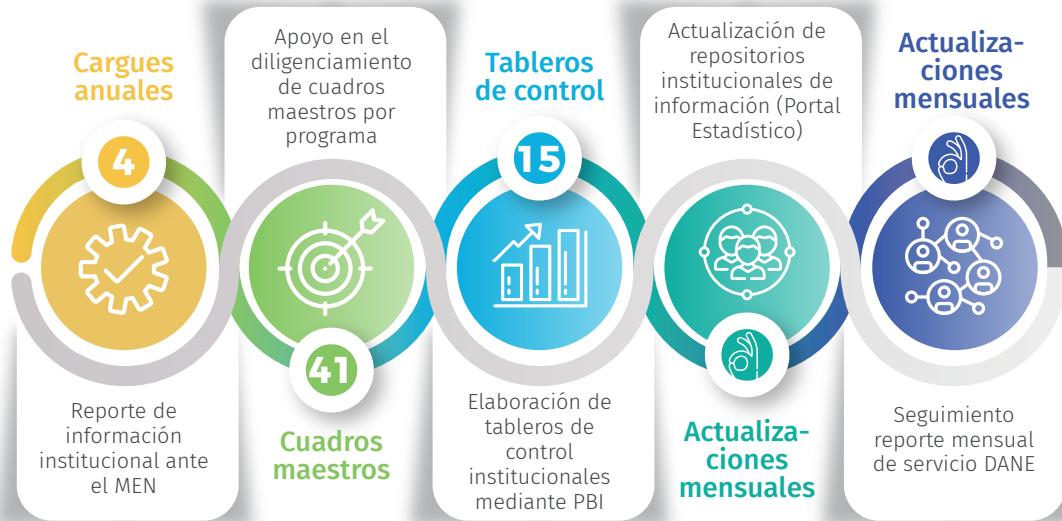 Cargues
anuales
4
Reporte de
información
institucional ante
el MEN
Apoyo en el
diligenciamiento
de cuadros
maestros por
programa
41
Cuadros
maestros
Tableros
de control
15
Elaboración de
tableros de
control
institucionales
mediante PBI
Actualización de
repositorios
institucionales de
información (Portal
Estadístico)
Actualiza-
ciones
mensuales
Actualiza-
ciones
mensuales
Seguimiento
reporte mensual
de servicio DANE